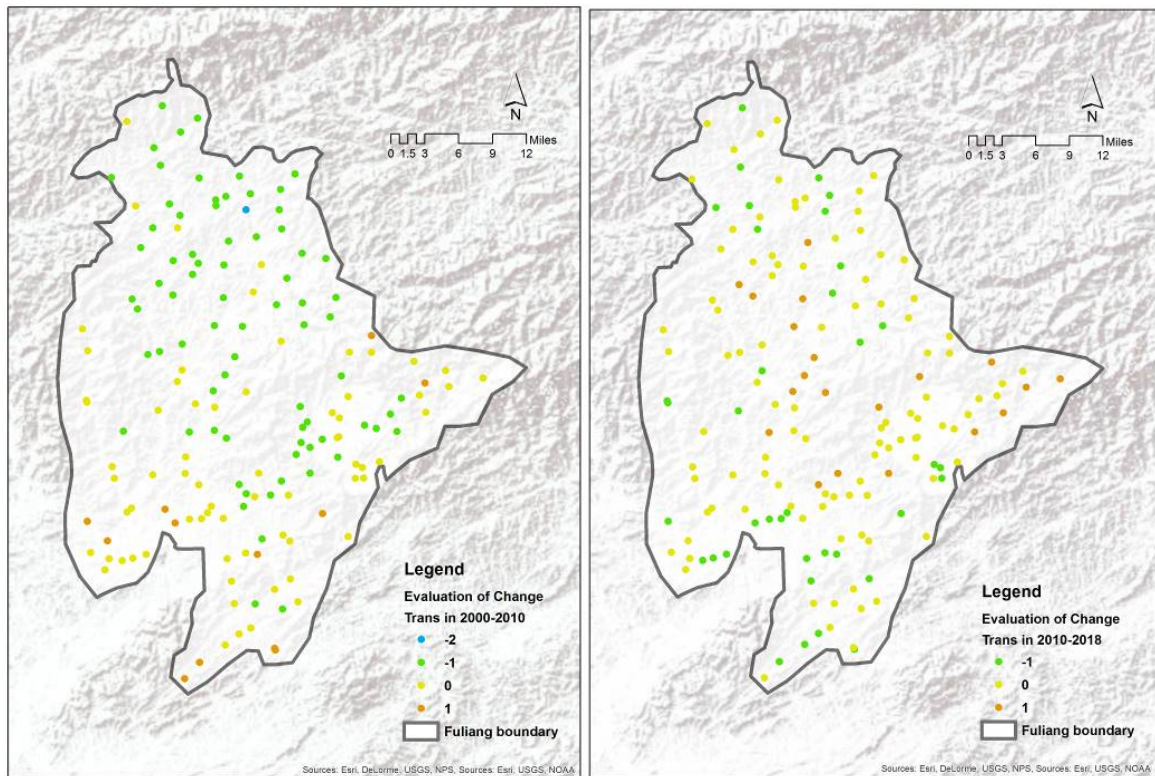 N
Miles
0 1.5 3 6 9 12
Legend
Evaluation of Change
Trans in 2000-2010
-2
-1
0
1
Fuliang boundary
Sources: Esri, DeLorme, USGS, NPS, Sources: Esri, USGS, NOAA
N
Miles
0 1.5 3 6 9 12
Legend
Evaluation of Change
Trans in 2010-2018
-1
0
1
Fuliang boundary
Sources: Esri, DeLorme, USGS, NPS, Sources: Esri, USGS, NOAA